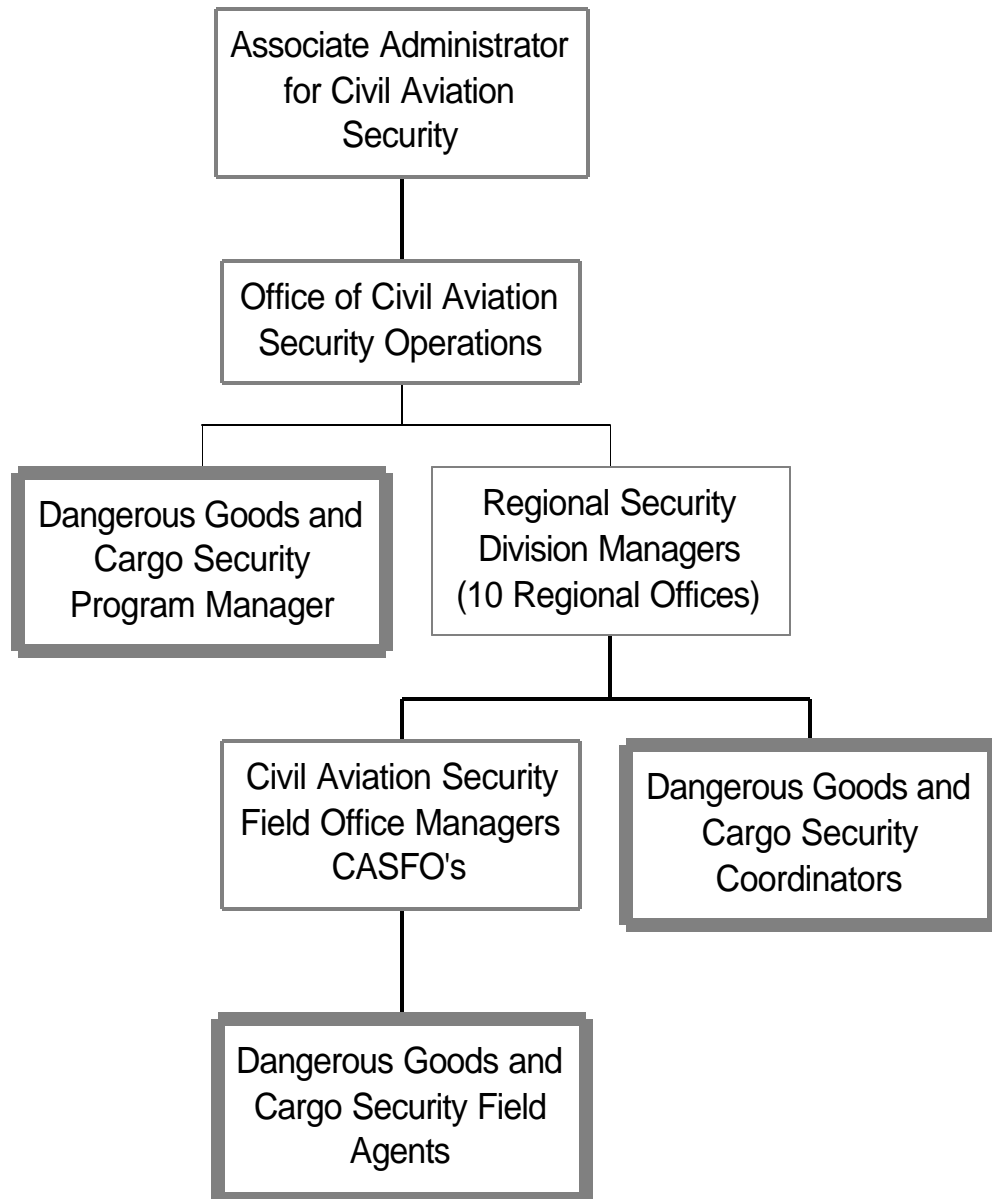 Associate Administrator
for Civil Aviation
Security
Office of Civil Aviation
Security Operations
Dangerous Goods and
Cargo Security
Program Manager
Regional Security
Division Managers
(10 Regional Offices)
Civil Aviation Security
Field Office Managers
CASFO's
Dangerous Goods and
Cargo Security
Coordinators
Dangerous Goods and
Cargo Security Field
Agents